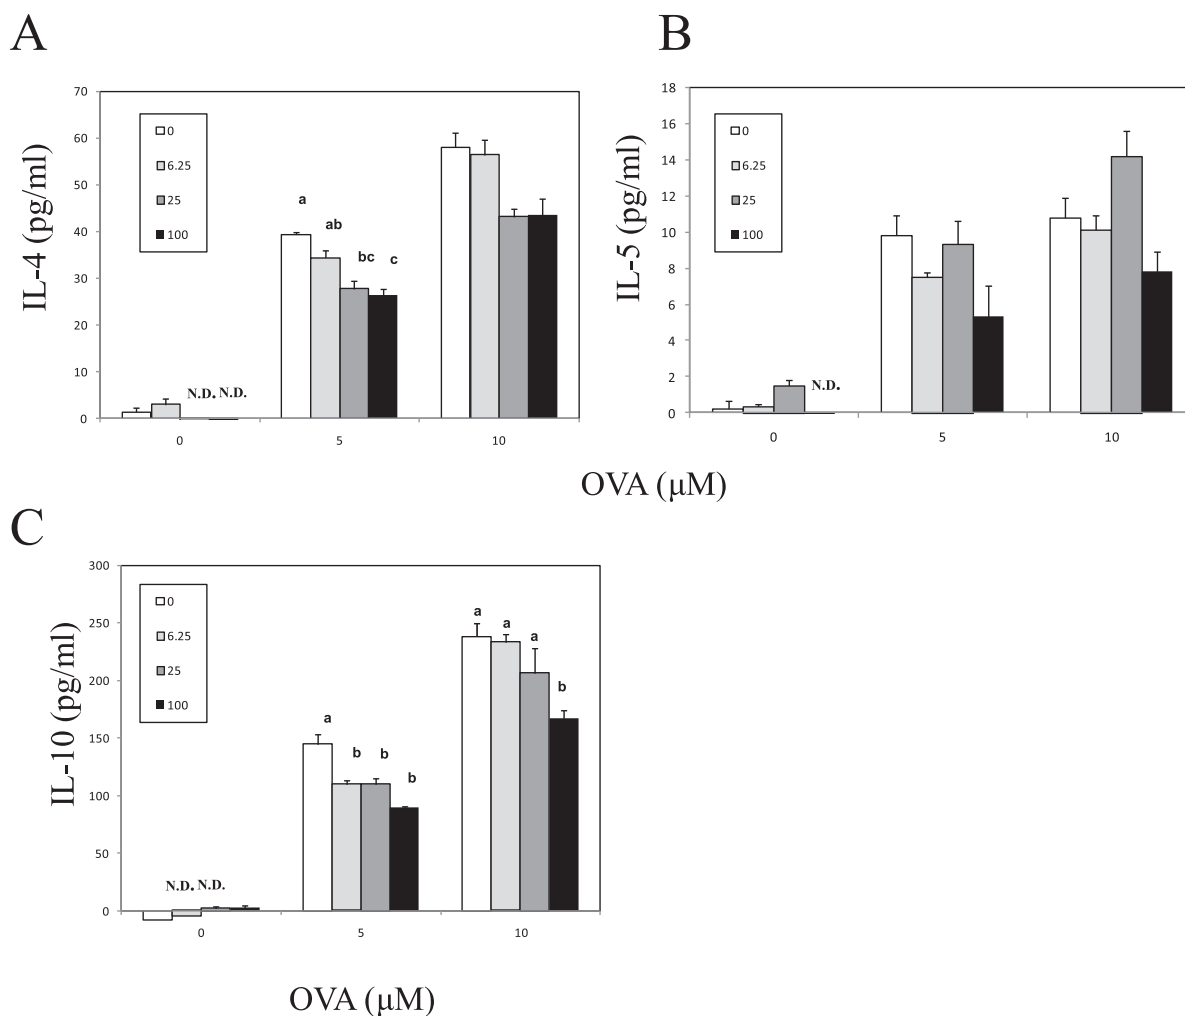 A
B
IL-4 (pg/ml)
70
60
50
40
30
20
10
0
0
6.25
25
100
a
ab
bc
c
N.D. N.D.
0
5
10
IL-5 (pg/ml)
18
16
14
12
10
8
6
4
2
0
0
6.25
25
100
N.D.
0
5
10
OVA (μM)
C
IL-10 (pg/ml)
300
250
200
150
100
50
0
0
6.25
25
100
a
b
b
b
a
a
a
b
N.D. N.D.
0
5
10
OVA (μM)